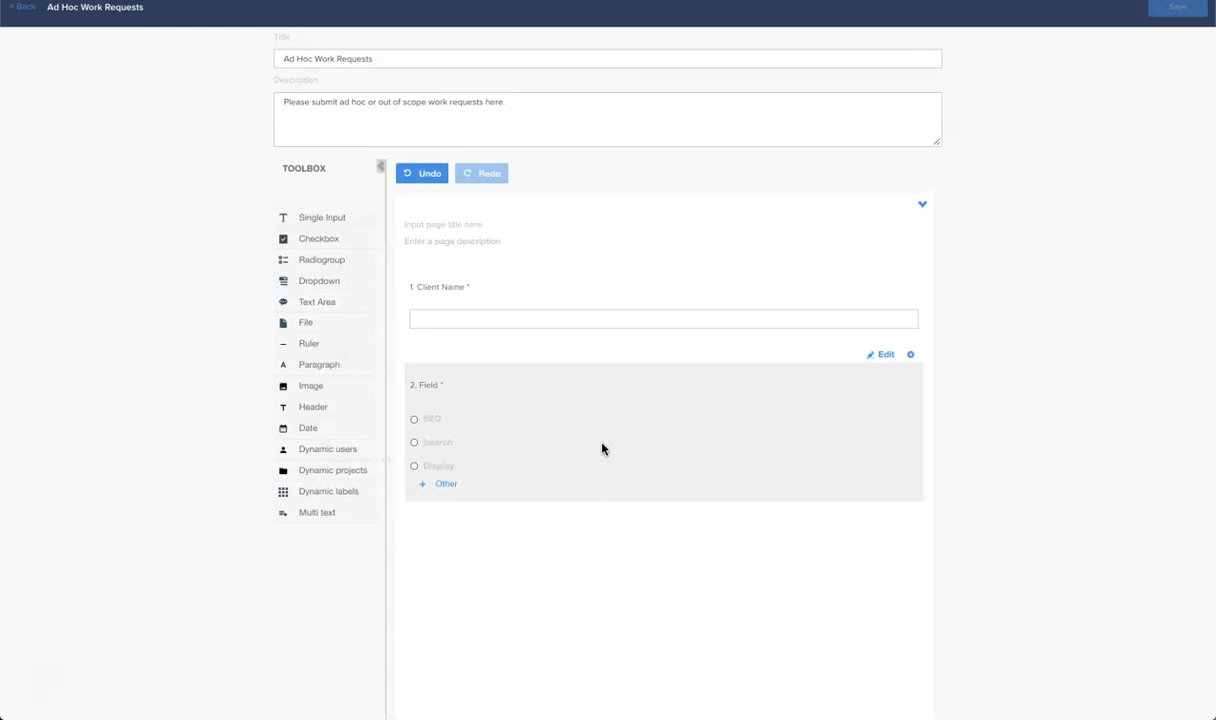 < Back Ad Hoc Work Requests Save
Title
Ad Hoc Work Requests
Description
Please submit ad hoc or out of scope work requests here.
TOOLBOX
Undo Redo
Single Input
Checkbox
Radiogroup
Dropdown
Text Area
File
Ruler
Paragraph
Image
Header
Date
Dynamic users
Dynamic projects
Dynamic labels
Multi text
Input page title here
Enter a page description
1. Client Name *
Edit
2. Field *
SEO
Search
Display
+ Other